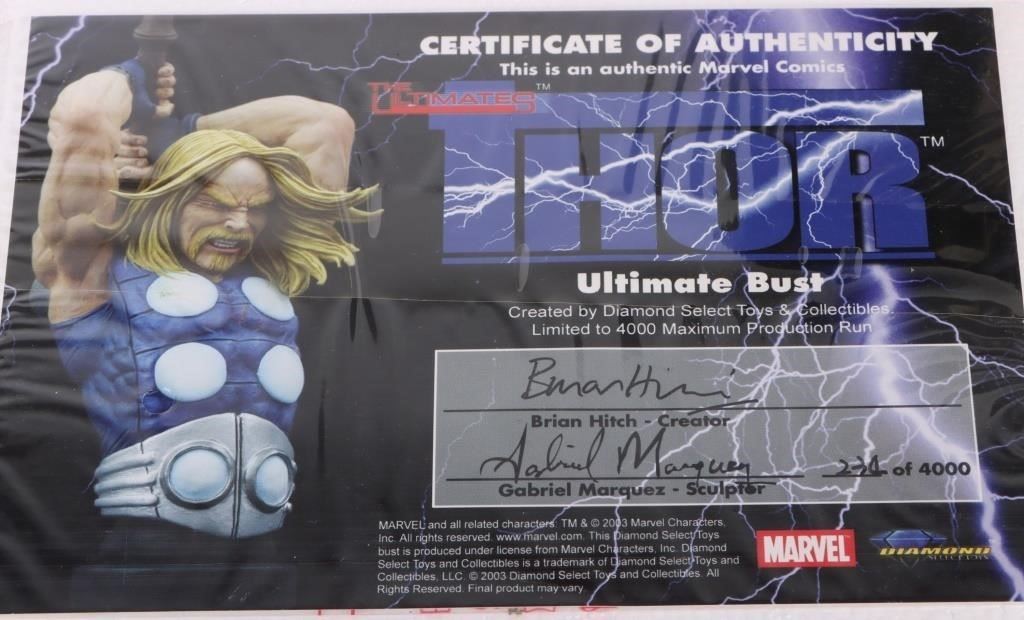 CERTIFICATE OF AUTHENTICITY
This is an authentic Marvel Comics
THE
ULTIMATES™
THOR™
Ultimate Bust
Created by Diamond Select Toys & Collectibles.
Limited to 4000 Maximum Production Run
Brian Hitch - Creator
Gabriel Marquez
of 4000
Gabriel Marquez - Sculptor
MARVEL and all related characters: TM & © 2003 Marvel Characters,
Inc. All rights reserved. www.marvel.com. This Diamond Select Toys
bust is produced under license from Marvel Characters, Inc. Diamond
Select Toys and Collectibles is a trademark of Diamond Select Toys and
Collectibles, LLC. © 2003 Diamond Select Toys and Collectibles. All
Rights Reserved. Final product may vary.
MARVEL
DIAMOND
SELECT TOYS